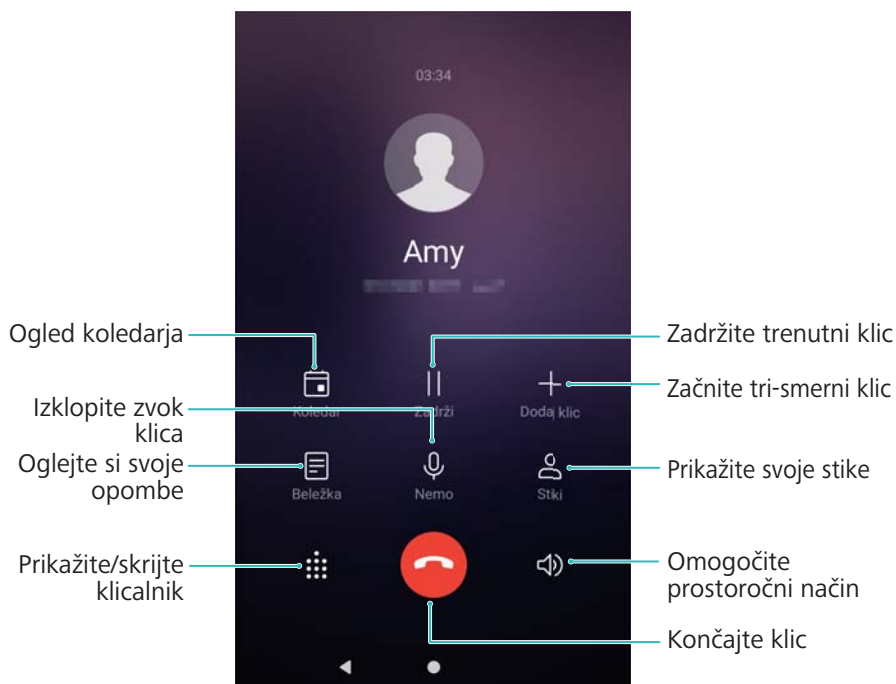 03:34
Amy
Ogled koledarja
Zadržite trenutni klic
Začnite tri-smerni klic
Koledar
Zadrži
Dodaj klic
Izklopite zvok
klica
Oglejte si svoje
opombe
Prikažite svoje stike
Beležka
Nemo
Stki
Prikažite/skrijte
klicalnik
Omogočite
prostoročni način
Končajte klic